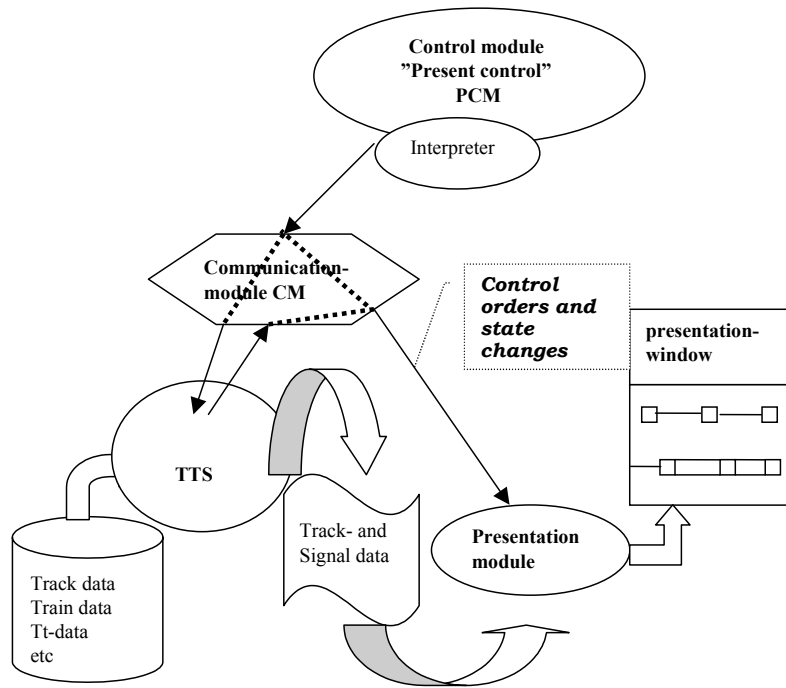 Control module
”Present control”
PCM
Interpreter
Communication-
module CM
Control
orders and
state
changes
presentation-
window
TTS
Track- and
Signal data
Presentation
module
Track data
Train data
Tt-data
etc